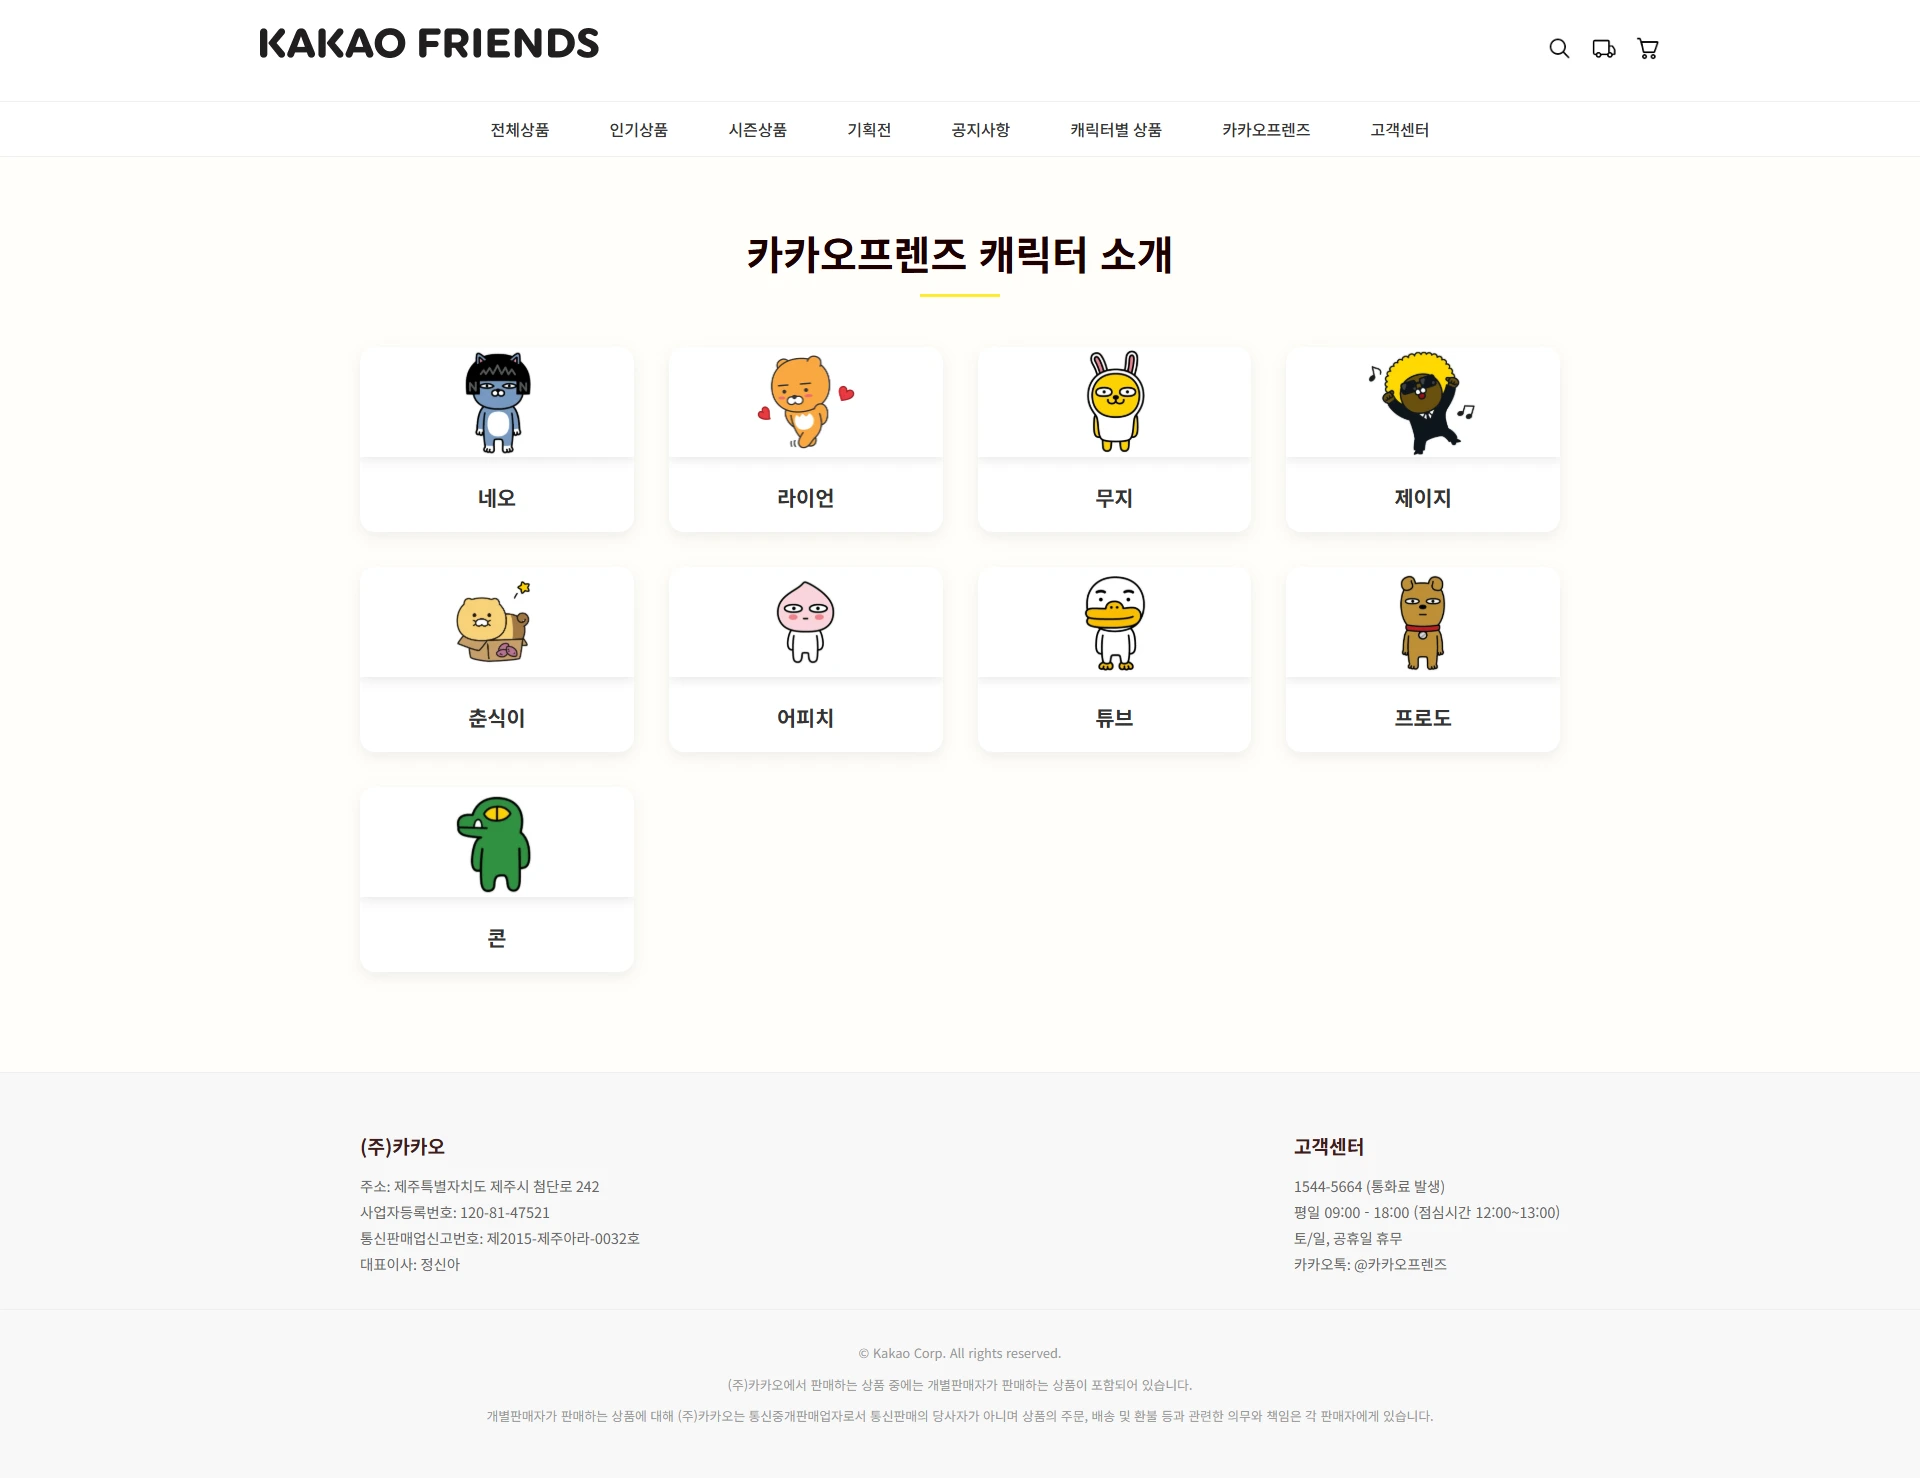 KAKAO FRIENDS
전체상품 인기상품 시즌상품 기획전 공지사항 캐릭터별 상품 카카오프렌즈 고객센터
카카오프렌즈 캐릭터 소개
네오 라이언 무지 제이지
춘식이 어피치 튜브 프로도
콘
(주)카카오
주소: 제주특별자치도 제주시 첨단로 242
사업자등록번호: 120-81-47521
통신판매업신고번호: 제2015-제주아라-0032호
대표이사: 정신아
고객센터
1544-5664 (통화료 발생)
평일 09:00 - 18:00 (점심시간 12:00~13:00)
토/일, 공휴일 휴무
카카오톡: @카카오프렌즈
© Kakao Corp. All rights reserved.
(주)카카오에서 판매하는 상품 중에는 개별판매자가 판매하는 상품이 포함되어 있습니다.
개별판매자가 판매하는 상품에 대해 (주)카카오는 통신중개판매업자로서 통신판매의 당사자가 아니며 상품의 주문, 배송 및 환불 등과 관련한 의무와 책임은 각 판매자에게 있습니다.